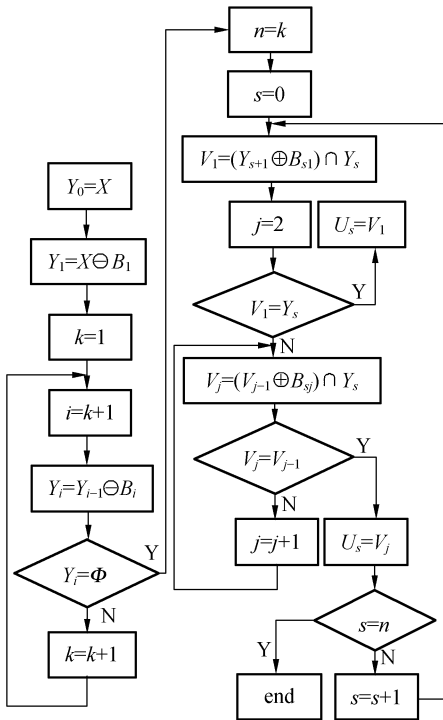 Y₀=X
Y₁=X⊖B₁
k=1
i=k+1
Yᵢ=Yᵢ₋₁⊖Bᵢ
Yᵢ=Φ
Y
N
k=k+1
n=k
s=0
V₁=(Yₛ₊₁⊕Bₛ₁)∩Yₛ
j=2
Uₛ=V₁
V₁=Yₛ
Y
N
Vⱼ=(Vⱼ₋₁⊕Bₛⱼ)∩Yₛ
Vⱼ=Vⱼ₋₁
Y
N
j=j+1
Uₛ=Vⱼ
s=n
Y
N
end
s=s+1